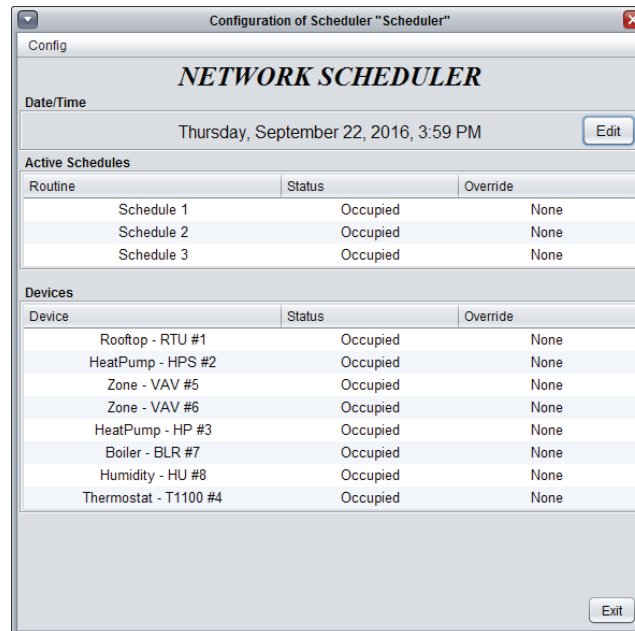 Configuration of Scheduler "Scheduler"
Config
NETWORK SCHEDULER
Date/Time
Thursday, September 22, 2016, 3:59 PM Edit
Active Schedules
Routine Status Override
Schedule 1 Occupied None
Schedule 2 Occupied None
Schedule 3 Occupied None
Devices
Device Status Override
Rooftop - RTU #1 Occupied None
HeatPump - HPS #2 Occupied None
Zone - VAV #5 Occupied None
Zone - VAV #6 Occupied None
HeatPump - HP #3 Occupied None
Boiler - BLR #7 Occupied None
Humidity - HU #8 Occupied None
Thermostat - T1100 #4 Occupied None
Exit